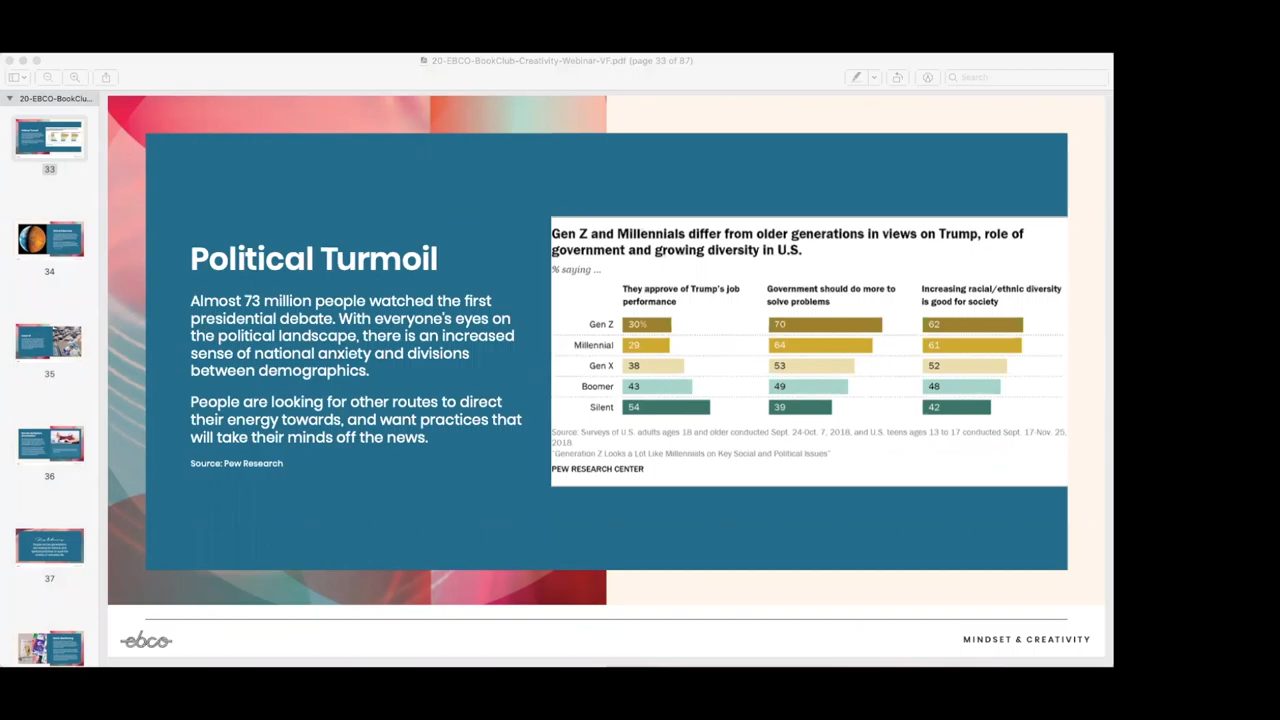 20-EBCO-BookClub-Creativity-Webinar-VF.pdf (page 33 of 87)
Search
20-EBCO-BookClu...
33
34
35
36
37
Political Turmoil
Almost 73 million people watched the first
presidential debate. With everyone's eyes on
the political landscape, there is an increased
sense of national anxiety and divisions
between demographics.
People are looking for other routes to direct
their energy towards, and want practices that
will take their minds off the news.
Source: Pew Research
Gen Z and Millennials differ from older generations in views on Trump, role of
government and growing diversity in U.S.
% saying ...
They approve of Trump's job
performance
Government should do more to
solve problems
Increasing racial/ethnic diversity
is good for society
Gen Z 30% 70 62
Millennial 29 64 61
Gen X 38 53 52
Boomer 43 49 48
Silent 54 39 42
Source: Surveys of U.S. adults ages 18 and older conducted Sept. 24-Oct. 7, 2018, and U.S. teens ages 13 to 17 conducted Sept. 17-Nov. 25,
2018.
"Generation Z Looks a Lot Like Millennials on Key Social and Political Issues"
PEW RESEARCH CENTER
ebco
MINDSET & CREATIVITY